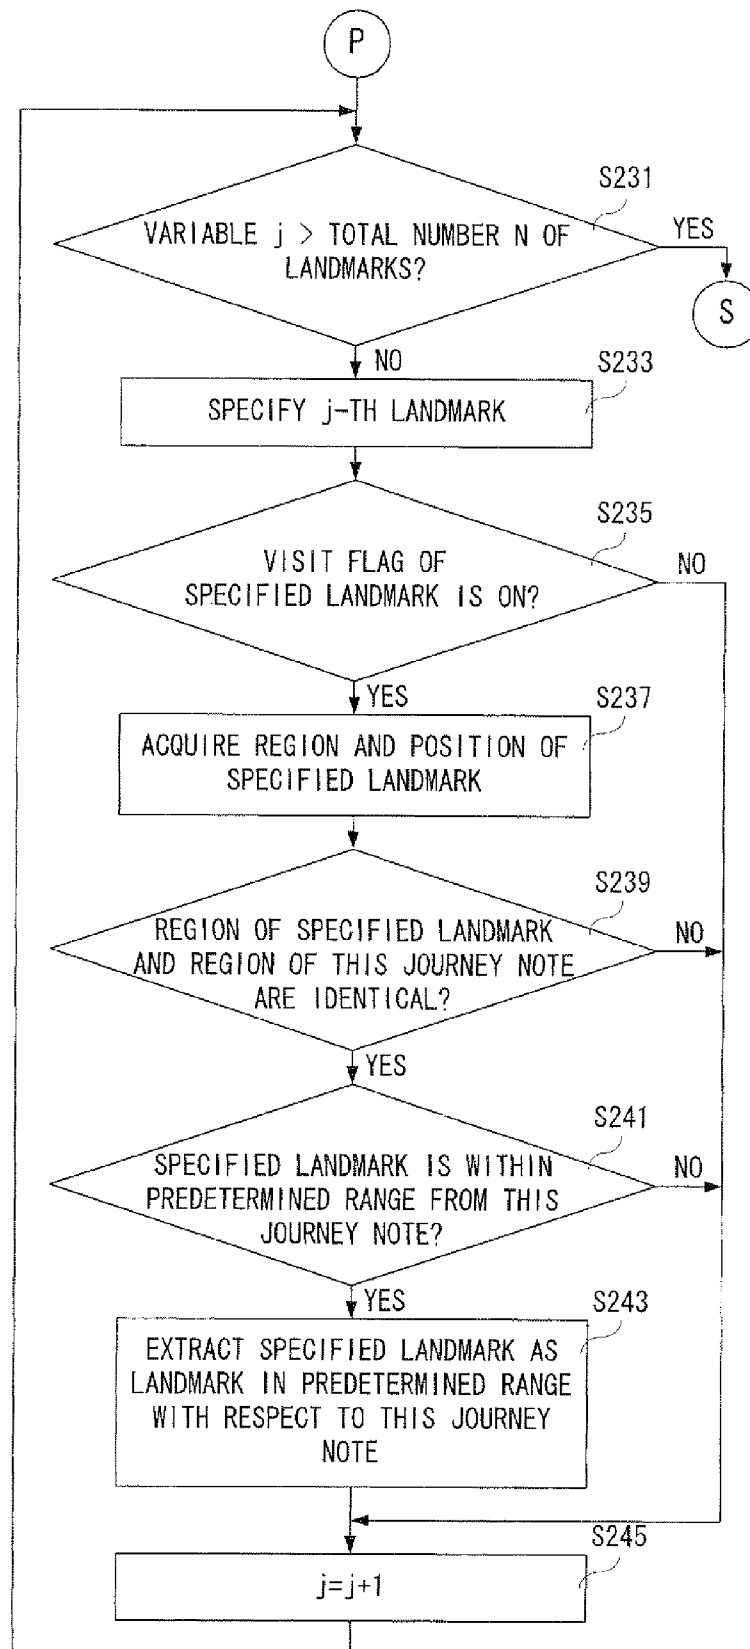 P
S231
VARIABLE j > TOTAL NUMBER N OF
LANDMARKS?
YES
S
NO
S233
SPECIFY j-TH LANDMARK
S235
VISIT FLAG OF
SPECIFIED LANDMARK IS ON?
NO
YES
S237
ACQUIRE REGION AND POSITION OF
SPECIFIED LANDMARK
S239
REGION OF SPECIFIED LANDMARK
AND REGION OF THIS JOURNEY NOTE
ARE IDENTICAL?
NO
YES
S241
SPECIFIED LANDMARK IS WITHIN
PREDETERMINED RANGE FROM THIS
JOURNEY NOTE?
NO
YES
S243
EXTRACT SPECIFIED LANDMARK AS
LANDMARK IN PREDETERMINED RANGE
WITH RESPECT TO THIS JOURNEY
NOTE
S245
j=j+1